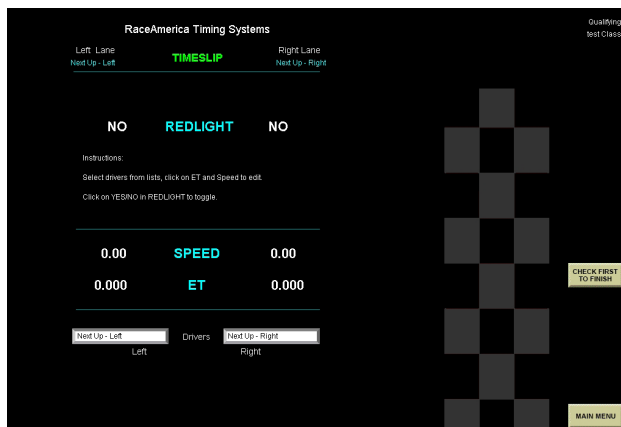 RaceAmerica Timing Systems
Qualifying
test Class
Left Lane TIMESLIP Right Lane
Next Up - Left Next Up - Right
NO REDLIGHT NO
Instructions:
Select drivers from lists, click on ET and Speed to edit.
Click on YES/NO in REDLIGHT to toggle.
0.00 SPEED 0.00
0.000 ET 0.000
CHECK FIRST
TO FINISH
Next Up - Left Drivers Next Up - Right
Left Right
MAIN MENU